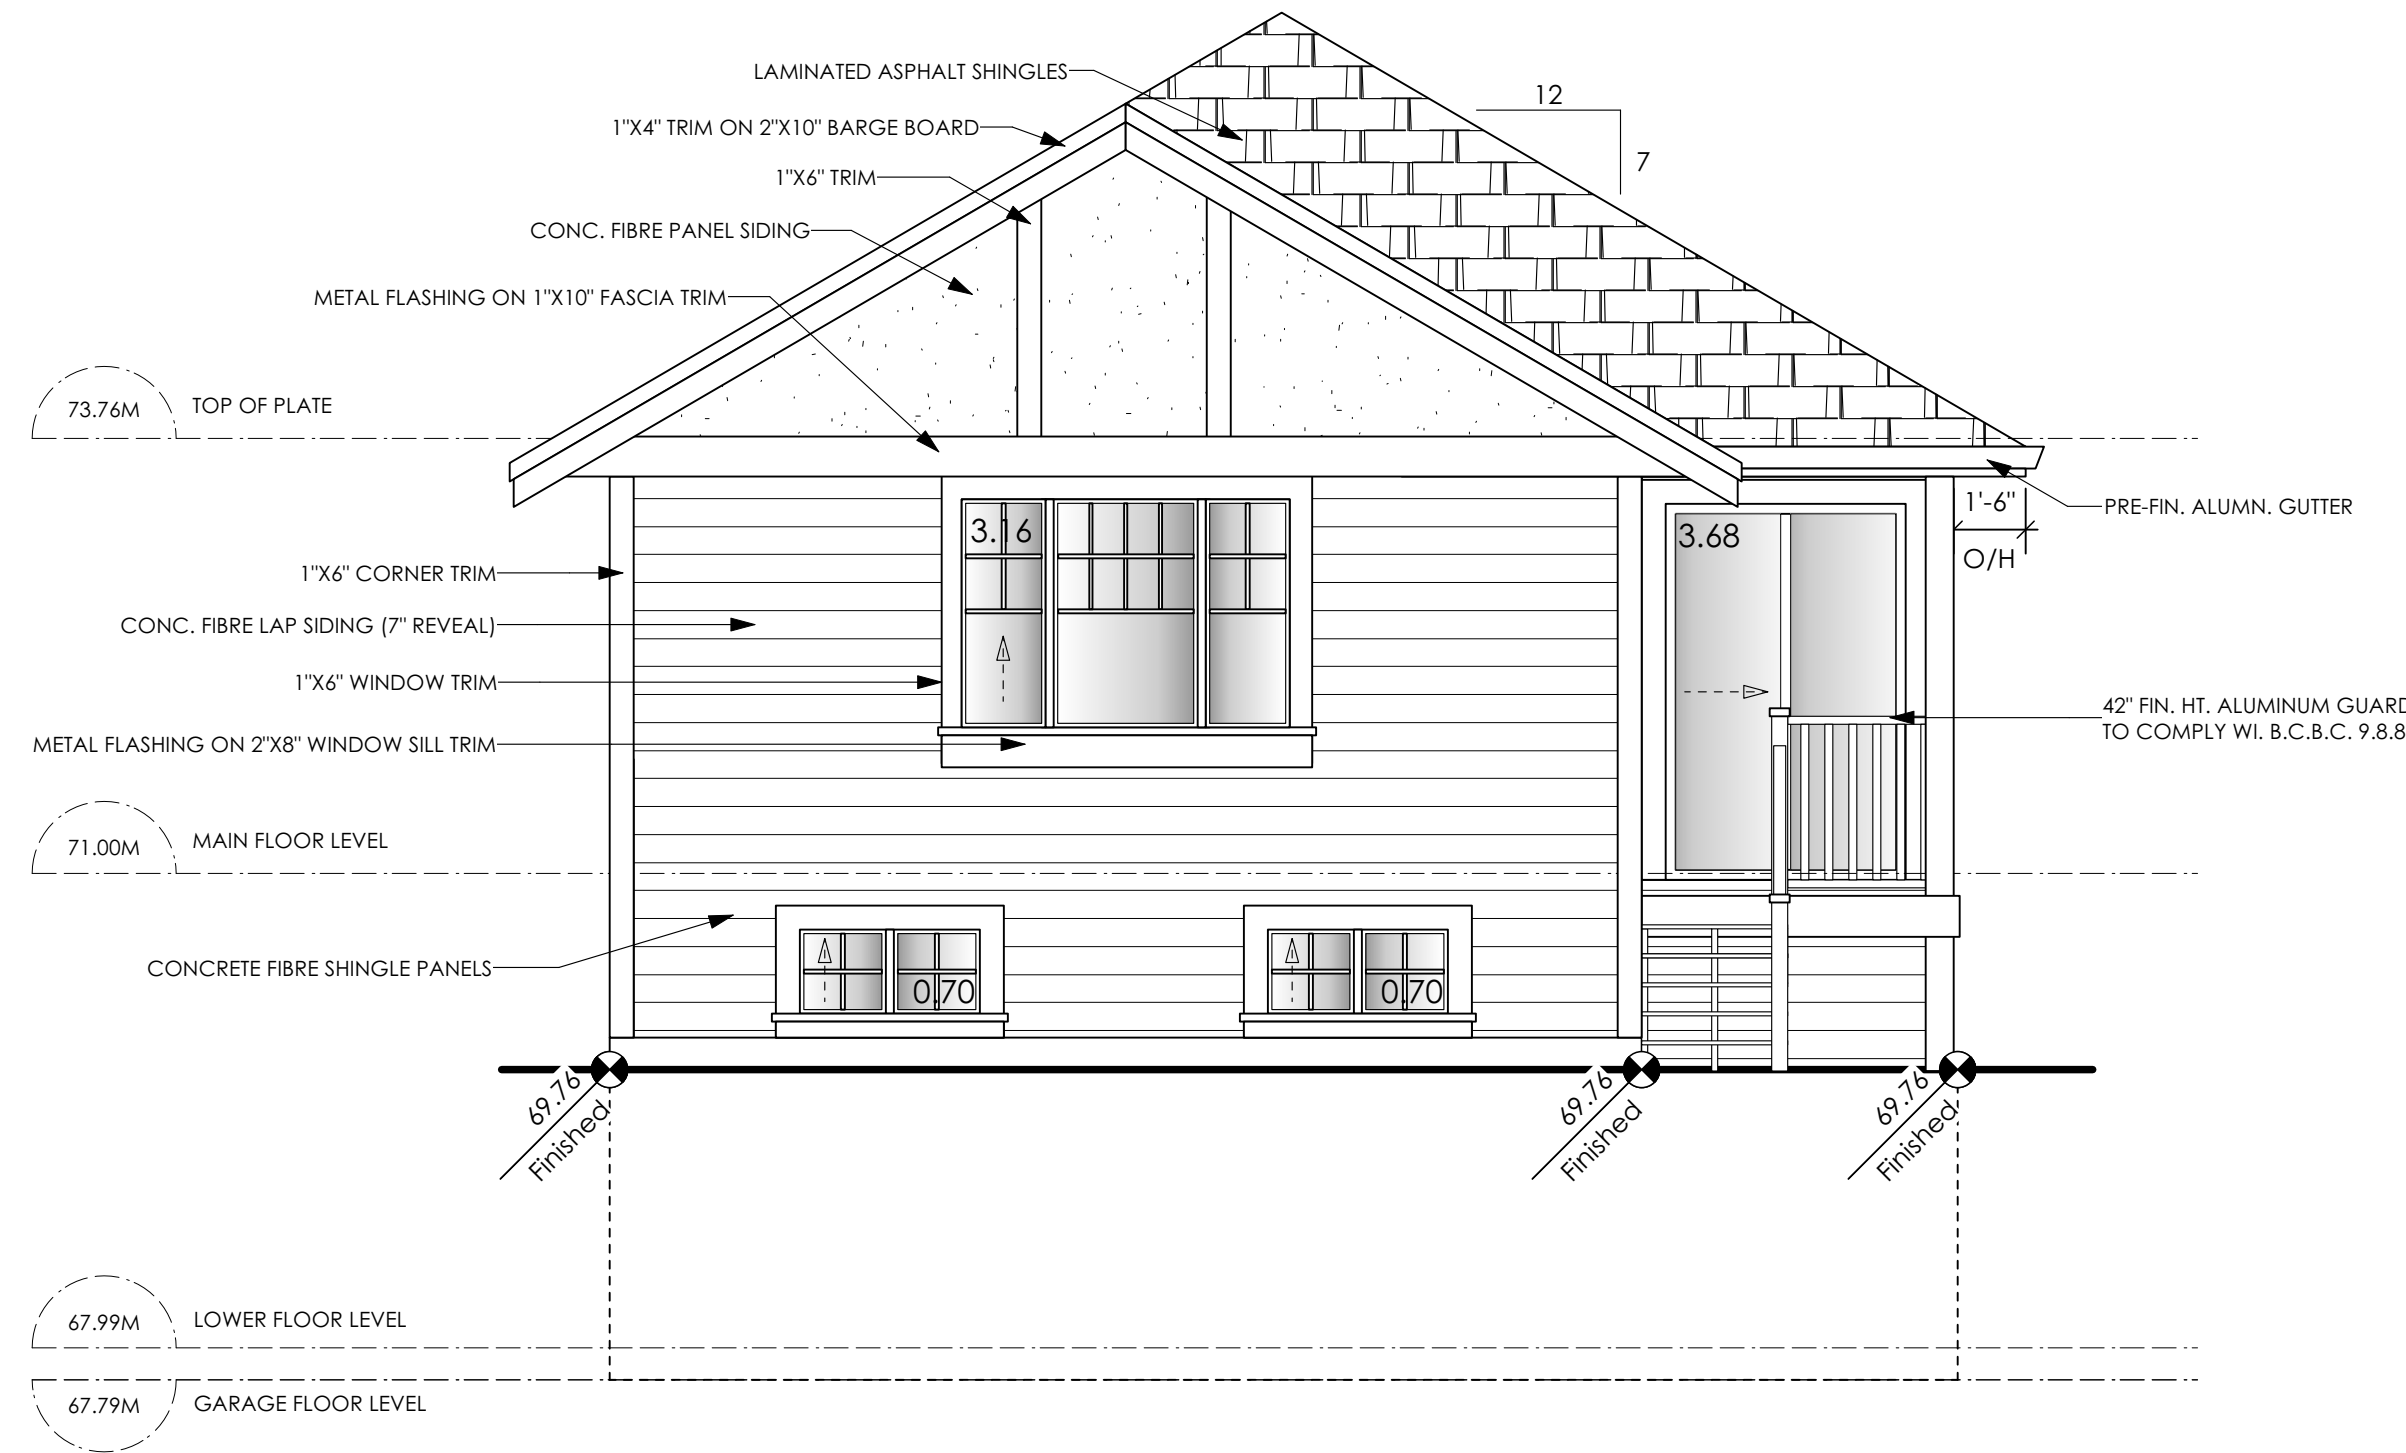 LAMINATED ASPHALT SHINGLES
12
1"X4" TRIM ON 2"X10" BARGE BOARD
7
1"X6" TRIM
CONC. FIBRE PANEL SIDING
METAL FLASHING ON 1"X10" FASCIA TRIM
73.76M
TOP OF PLATE
1'-6"
PRE-FIN. ALUMN. GUTTER
3.16
3.68
O/H
1"X6" CORNER TRIM
CONC. FIBRE LAP SIDING (7" REVEAL)
1"X6" WINDOW TRIM
42" FIN. HT. ALUMINUM GUARD
TO COMPLY WI. B.C.B.C. 9.8.8
METAL FLASHING ON 2"X8" WINDOW SILL TRIM
71.00M
MAIN FLOOR LEVEL
CONCRETE FIBRE SHINGLE PANELS
0.70
0.70
69.76
Finished
69.76
Finished
69.76
Finished
67.99M
LOWER FLOOR LEVEL
67.79M
GARAGE FLOOR LEVEL